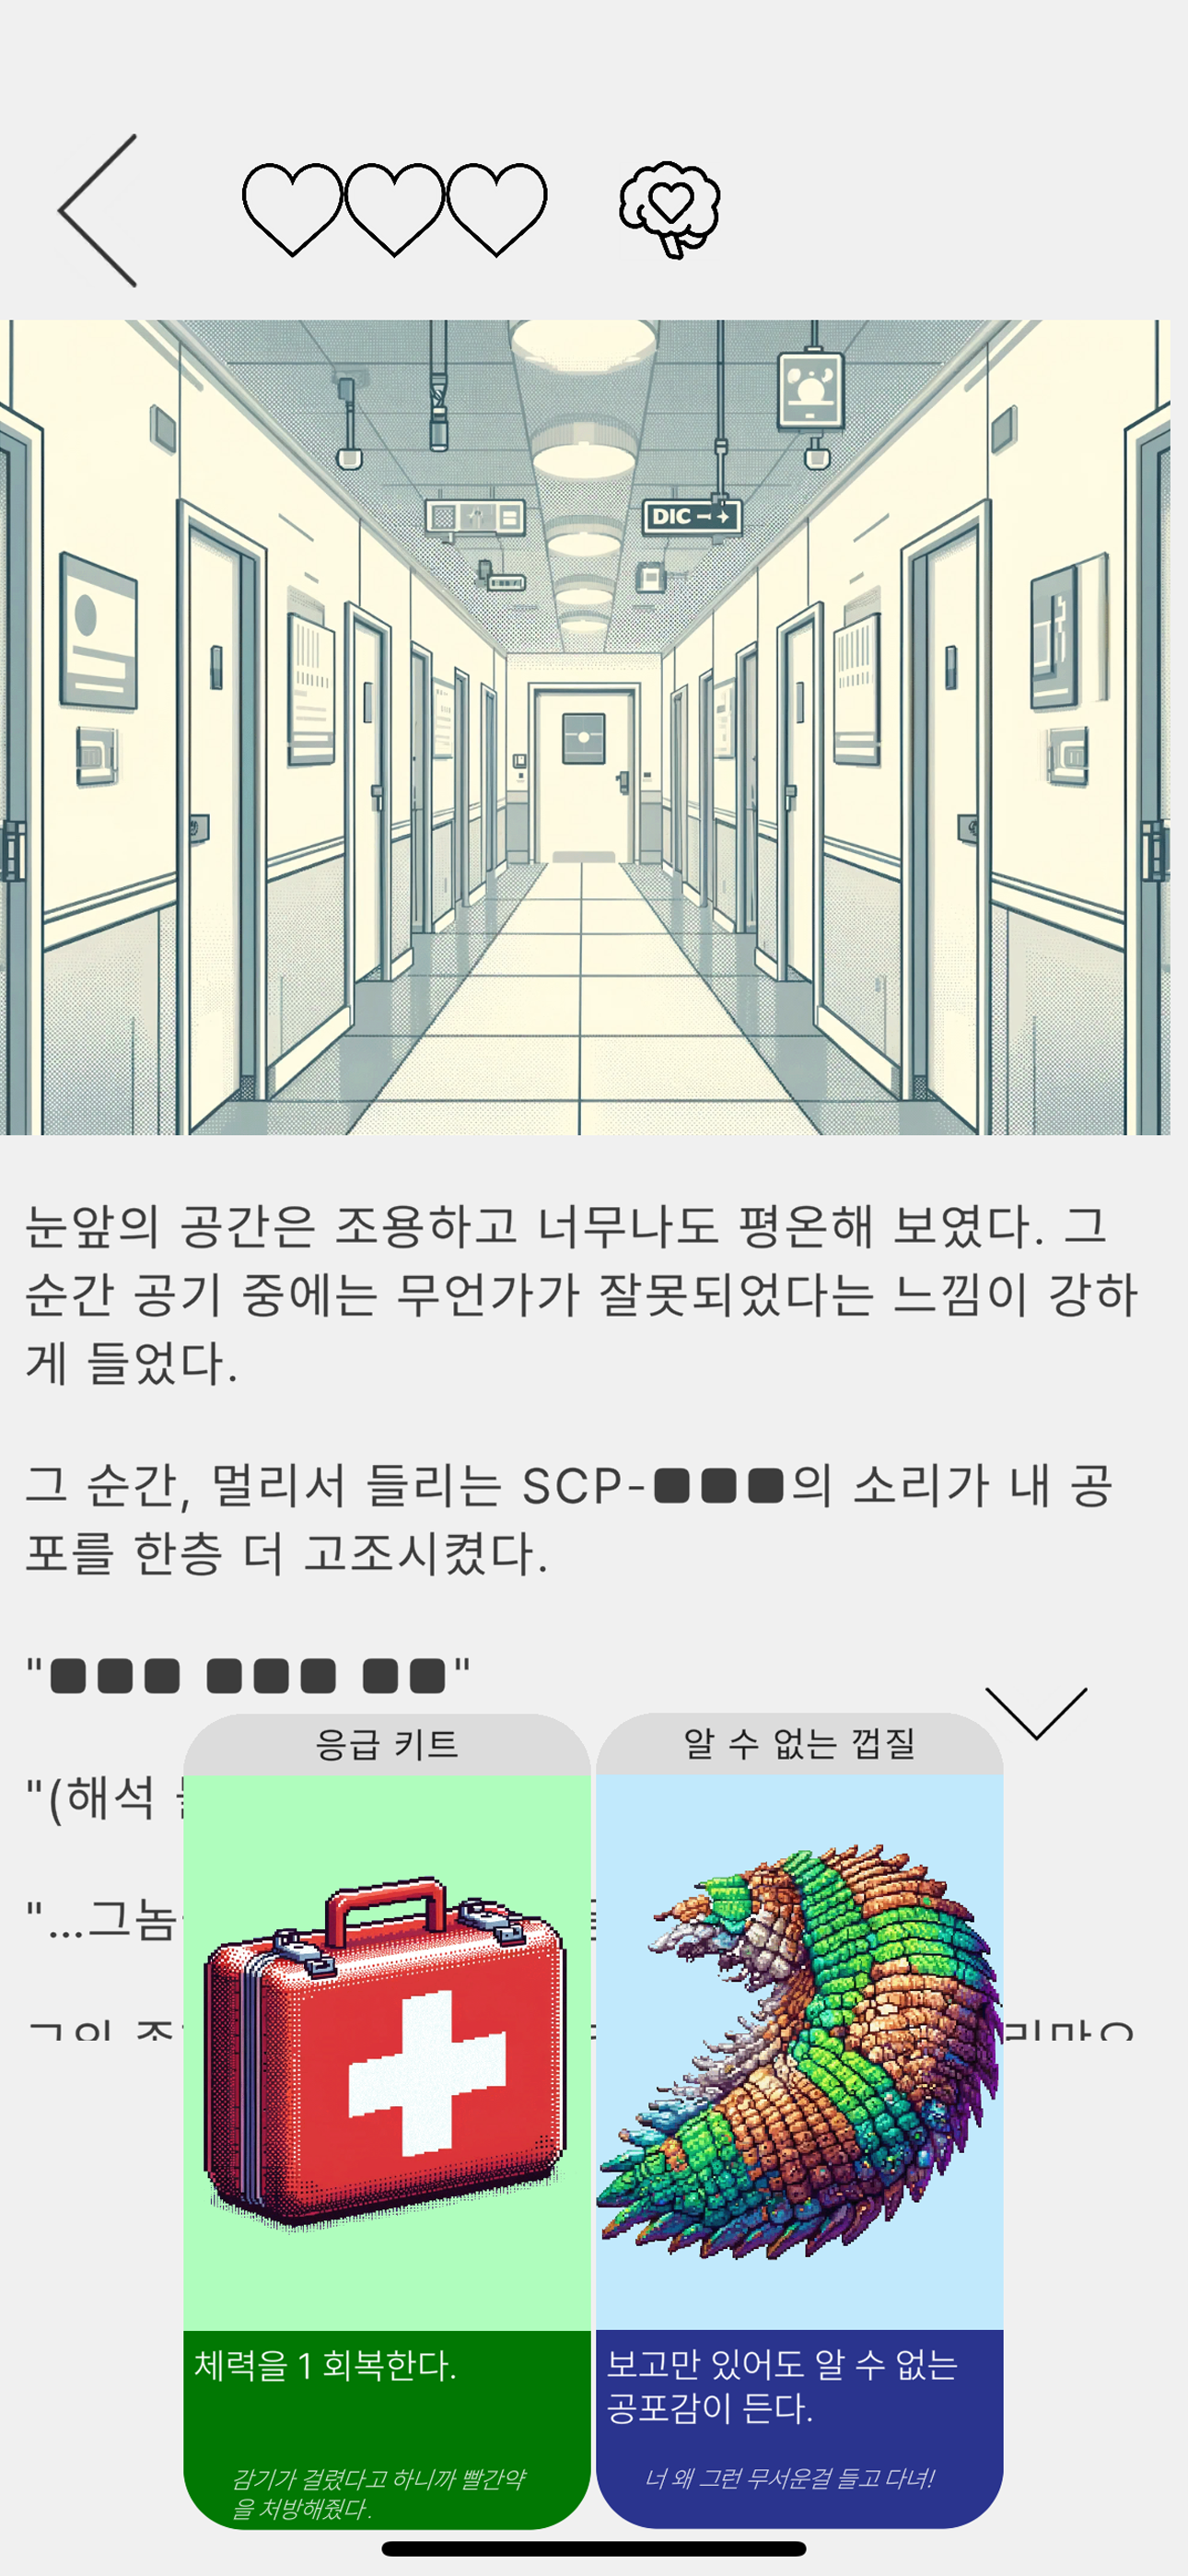 DIC
눈앞의 공간은 조용하고 너무나도 평온해 보였다. 그
순간 공기 중에는 무언가가 잘못되었다는 느낌이 강하
게 들었다.
그 순간, 멀리서 들리는 SCP-■■■의 소리가 내 공
포를 한층 더 고조시켰다.
"■■■ ■■■ ■■"
"(해석
"...그놈
응급 키트
체력을 1 회복한다.
감기가 걸렸다고 하니까 빨간약
을 처방해줬다.
알 수 없는 껍질
보고만 있어도 알 수 없는
공포감이 든다.
너 왜 그런 무서운걸 들고 다녀!